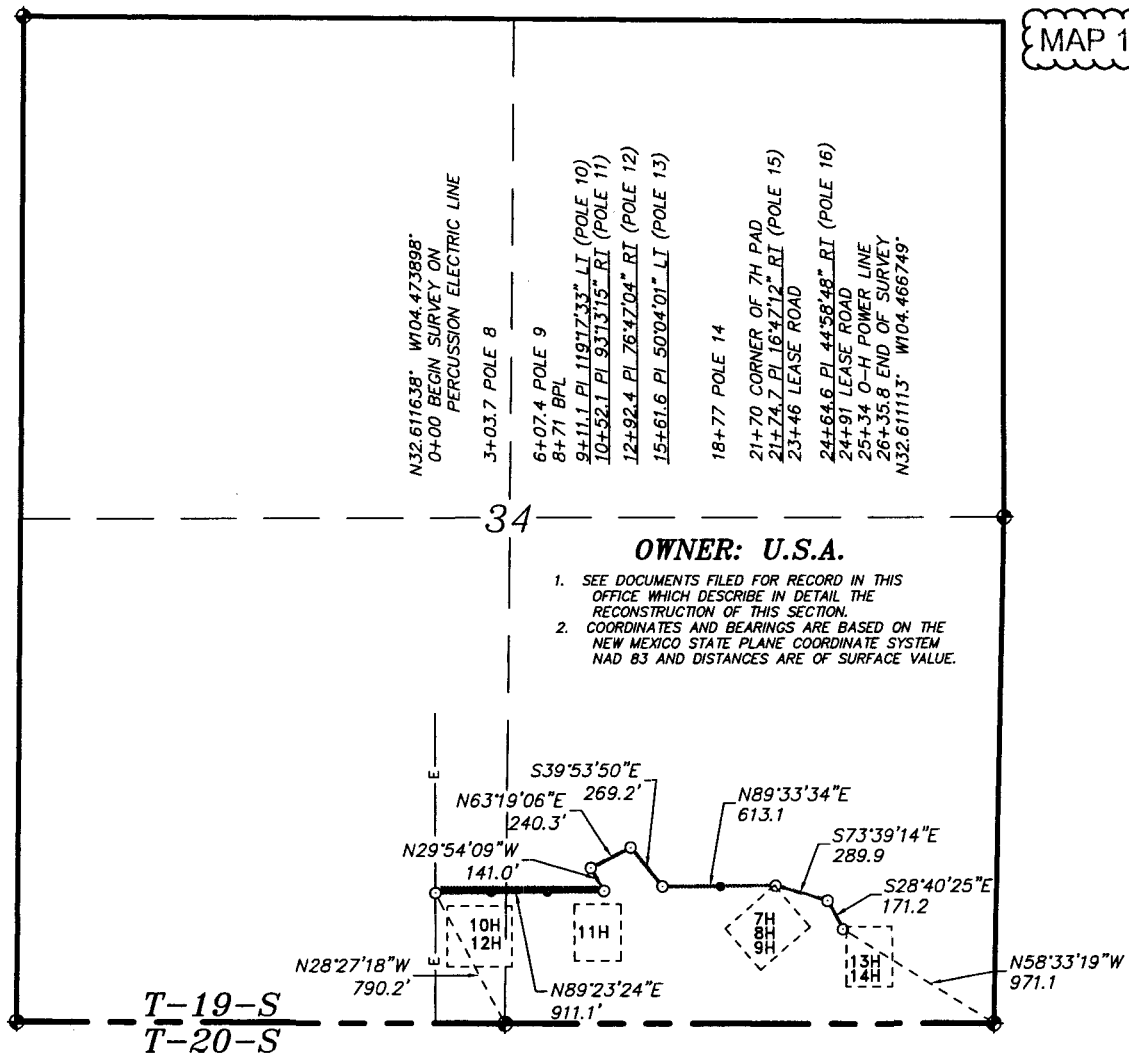 MAP 1
N32.611638° W104.473898°
0+00 BEGIN SURVEY ON
PERCUSSION ELECTRIC LINE
3+03.7 POLE 8
6+07.4 POLE 9
8+71 BPL
9+11.1 PI 119°17'33" LT (POLE 10)
10+52.1 PI 93°13'15" RT (POLE 11)
12+92.4 PI 76°47'04" RT (POLE 12)
15+61.6 PI 50°04'01" LT (POLE 13)
18+77 POLE 14
21+70 CORNER OF 7H PAD
21+74.7 PI 16°47'12" RT (POLE 15)
23+46 LEASE ROAD
24+64.6 PI 44°58'48" RT (POLE 16)
24+91 LEASE ROAD
25+34 O-H POWER LINE
26+35.8 END OF SURVEY
N32.611113° W104.466749°
34
OWNER: U.S.A.
1. SEE DOCUMENTS FILED FOR RECORD IN THIS
OFFICE WHICH DESCRIBE IN DETAIL THE
RECONSTRUCTION OF THIS SECTION.
2. COORDINATES AND BEARINGS ARE BASED ON THE
NEW MEXICO STATE PLANE COORDINATE SYSTEM
NAD 83 AND DISTANCES ARE OF SURFACE VALUE.
E
S39°53'50"E
269.2'
N63°19'06"E
240.3'
N89°33'34"E
613.1
N29°54'09"W
141.0'
S73°39'14"E
289.9
S28°40'25"E
171.2
10H
12H
11H
7H
8H
9H
13H
14H
E
N28°27'18"W
790.2'
N89°23'24"E
911.1'
N58°33'19"W
971.1
T-19-S
T-20-S